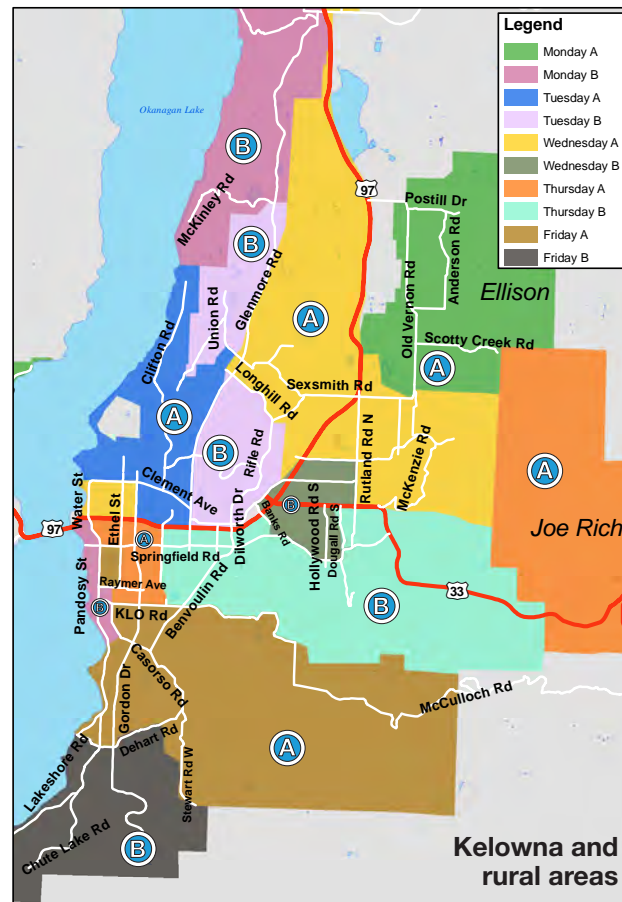 Legend
Monday A
Monday B
Tuesday A
Tuesday B
Wednesday A
Wednesday B
Thursday A
Thursday B
Friday A
Friday B
Okanagan Lake
B
McKinley Rd
97
Postill Dr
B
Glenmore Rd
Union Rd
Old Vernon Rd
Anderson Rd
Ellison
A
Clifton Rd
Scotty Creek Rd
A
Longhill Rd
Sexsmith Rd
A
B
Rifle Rd
Rutland Rd N
McKenzie Rd
A
Joe Rich
Clement Ave
Water St
Ethel St
97
Dilworth Dr
Banks Rd
B
Hollywood Rd S
Dougall Rd S
A
Springfield Rd
Raymer Ave
Benvoulin Rd
Pandosy St
B
KLO Rd
B
33
Casorso Rd
Gordon Dr
McCulloch Rd
Dehart Rd
A
Lakeshore Rd
Stewart Rd W
Chute Lake Rd
B
Kelowna and
rural areas